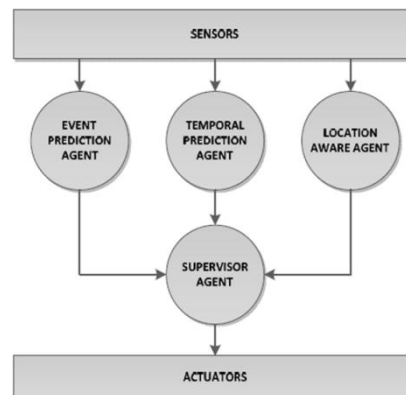 SENSORS
EVENT
PREDICTION
AGENT
TEMPORAL
PREDICTION
AGENT
LOCATION
AWARE AGENT
SUPERVISOR
AGENT
ACTUATORS